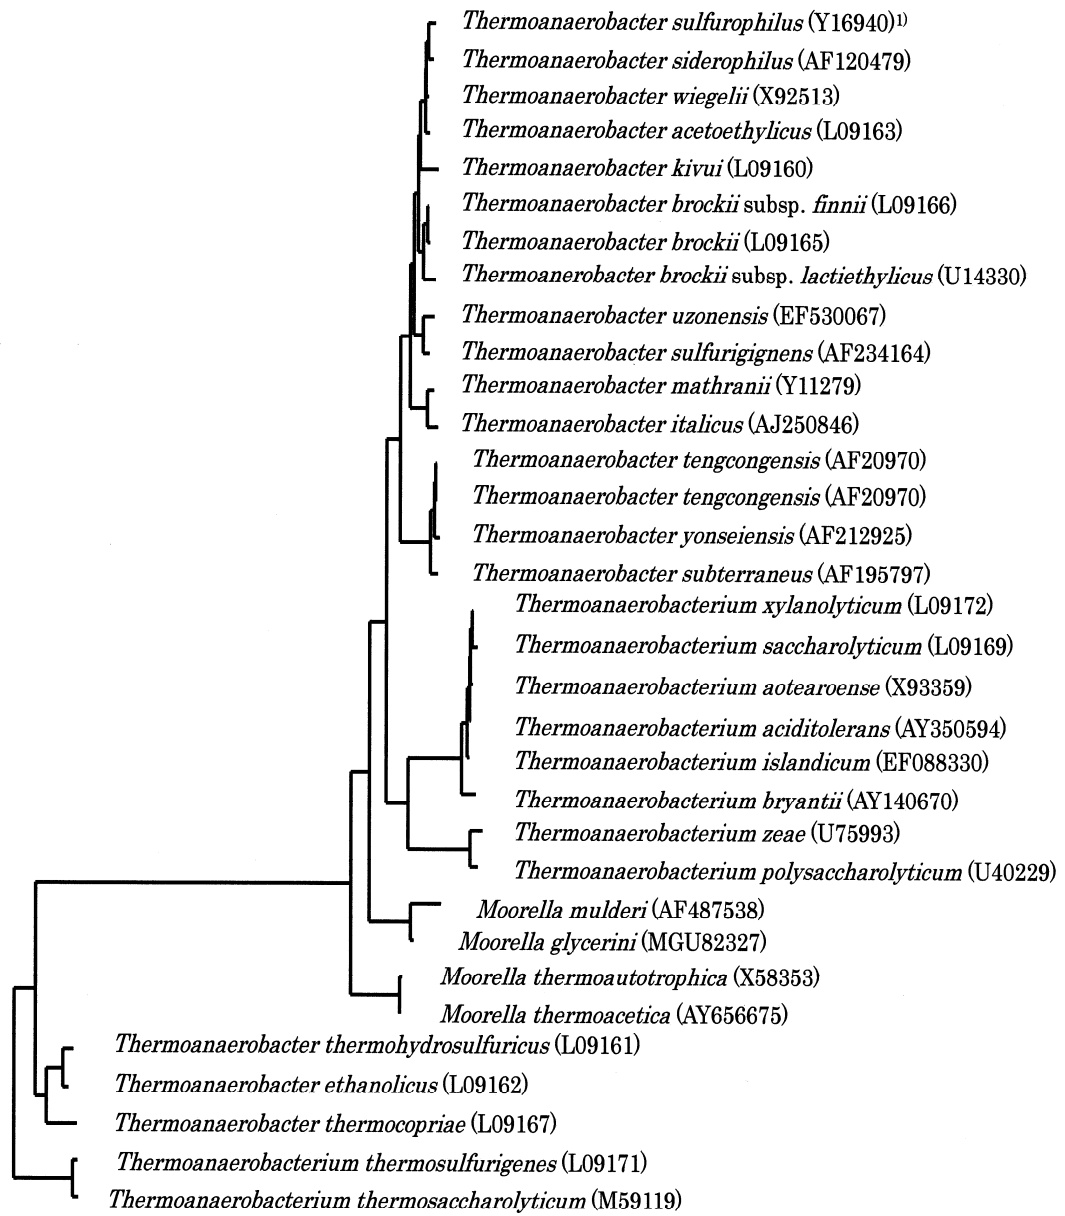 Thermoanaerobacter sulfurophilus (Y16940)1)
Thermoanaerobacter siderophilus (AF120479)
Thermoanaerobacter wiegelii (X92513)
Thermoanaerobacter acetoethylicus (L09163)
Thermoanaerobacter kivui (L09160)
Thermoanaerobacter brockii subsp. finnii (L09166)
Thermoanaerobacter brockii (L09165)
Thermoanerobacter brockii subsp. lactiethylicus (U14330)
Thermoanaerobacter uzonensis (EF530067)
Thermoanaerobacter sulfurigignens (AF234164)
Thermoanaerobacter mathranii (Y11279)
Thermoanaerobacter italicus (AJ250846)
Thermoanaerobacter tengcongensis (AF20970)
Thermoanaerobacter tengcongensis (AF20970)
Thermoanaerobacter yonseiensis (AF212925)
Thermoanaerobacter subterraneus (AF195797)
Thermoanaerobacterium xylanolyticum (L09172)
Thermoanaerobacterium saccharolyticum (L09169)
Thermoanaerobacterium aotearoense (X93359)
Thermoanaerobacterium aciditolerans (AY350594)
Thermoanaerobacterium islandicum (EF088330)
Thermoanaerobacterium bryantii (AY140670)
Thermoanaerobacterium zeae (U75993)
Thermoanaerobacterium polysaccharolyticum (U40229)
Moorella mulderi (AF487538)
Moorella glycerini (MGU82327)
Moorella thermoautotrophica (X58353)
Moorella thermoacetica (AY656675)
Thermoanaerobacter thermohydrosulfuricus (L09161)
Thermoanaerobacter ethanolicus (L09162)
Thermoanaerobacter thermocopriae (L09167)
Thermoanaerobacterium thermosulfurigenes (L09171)
Thermoanaerobacterium thermosaccharolyticum (M59119)